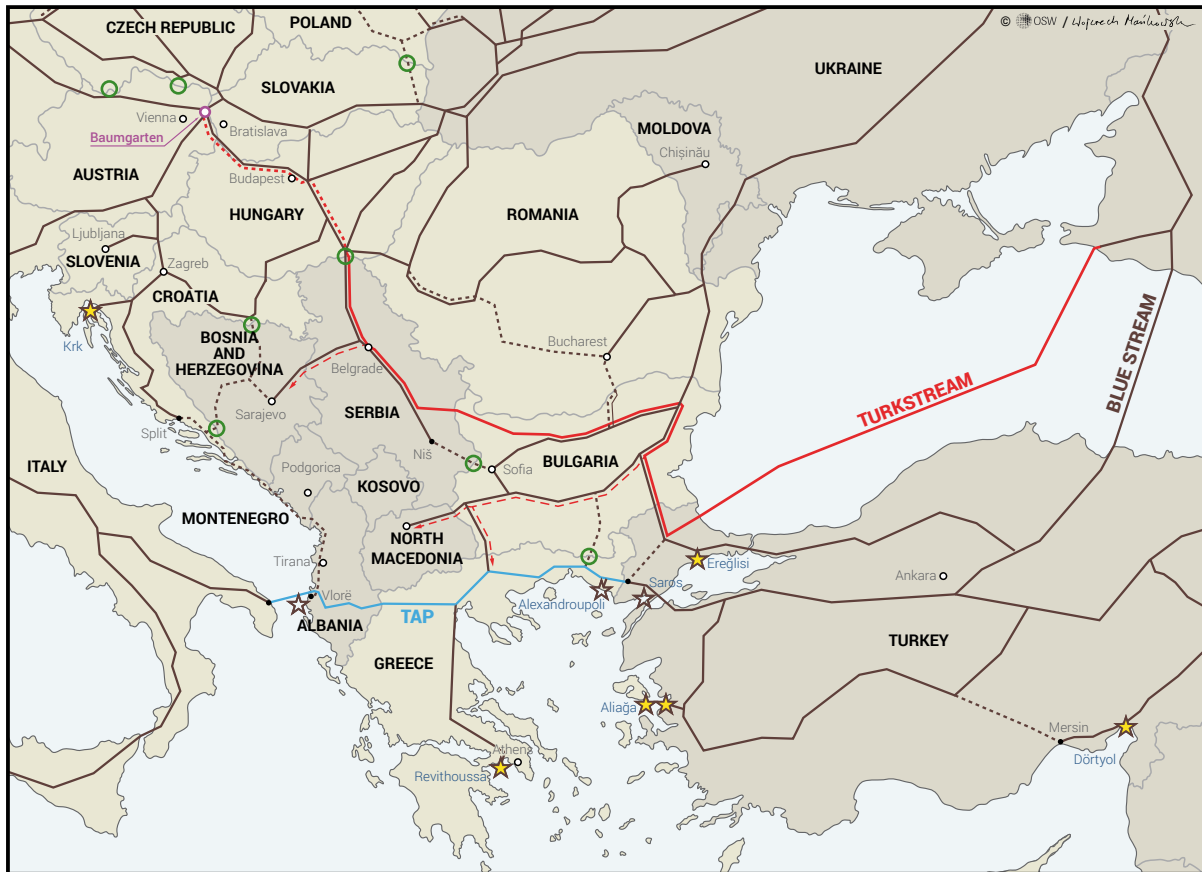 CZECH REPUBLIC
POLAND
© OSW / Wojciech Mańkowski
UKRAINE
SLOVAKIA
Vienna
Bratislava
Baumgarten
MOLDOVA
Chișinău
AUSTRIA
Budapest
HUNGARY
ROMANIA
Ljubljana
SLOVENIA
Zagreb
CROATIA
Krk
BOSNIA
AND
HERZEGOVINA
Belgrade
Bucharest
TURKSTREAM
BLUE STREAM
Sarajevo
SERBIA
Split
Niš
Sofia
BULGARIA
ITALY
Podgorica
KOSOVO
MONTENEGRO
NORTH
MACEDONIA
Tirana
Ereğlisi
Saros
Ankara
Vlorë
Alexandroupoli
TAP
ALBANIA
GREECE
TURKEY
Aliağa
Mersin
Athens
Revithoussa
Dörtyol